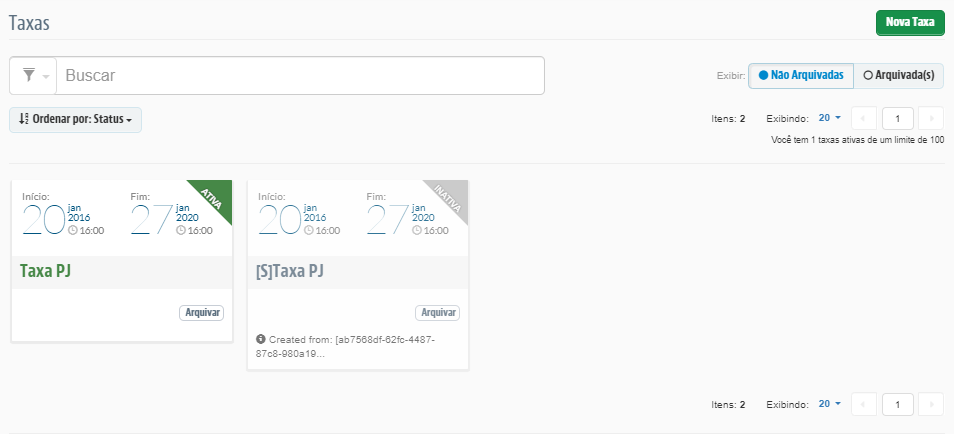 Taxas
Nova Taxa
Buscar
Exibir: Não Arquivadas Arquivada(s)
Ordenar por: Status
Itens: 2 Exibindo: 20 1
Você tem 1 taxas ativas de um limite de 100
ATIVA
Início: Fim:
20 jan 2016 16:00 27 jan 2020 16:00
Taxa PJ
Arquivar
INATIVA
Início: Fim:
20 jan 2016 16:00 27 jan 2020 16:00
[S]Taxa PJ
Arquivar
Created from: [ab7568df-62fc-4487-
87c8-980a19...
Itens: 2 Exibindo: 20 1